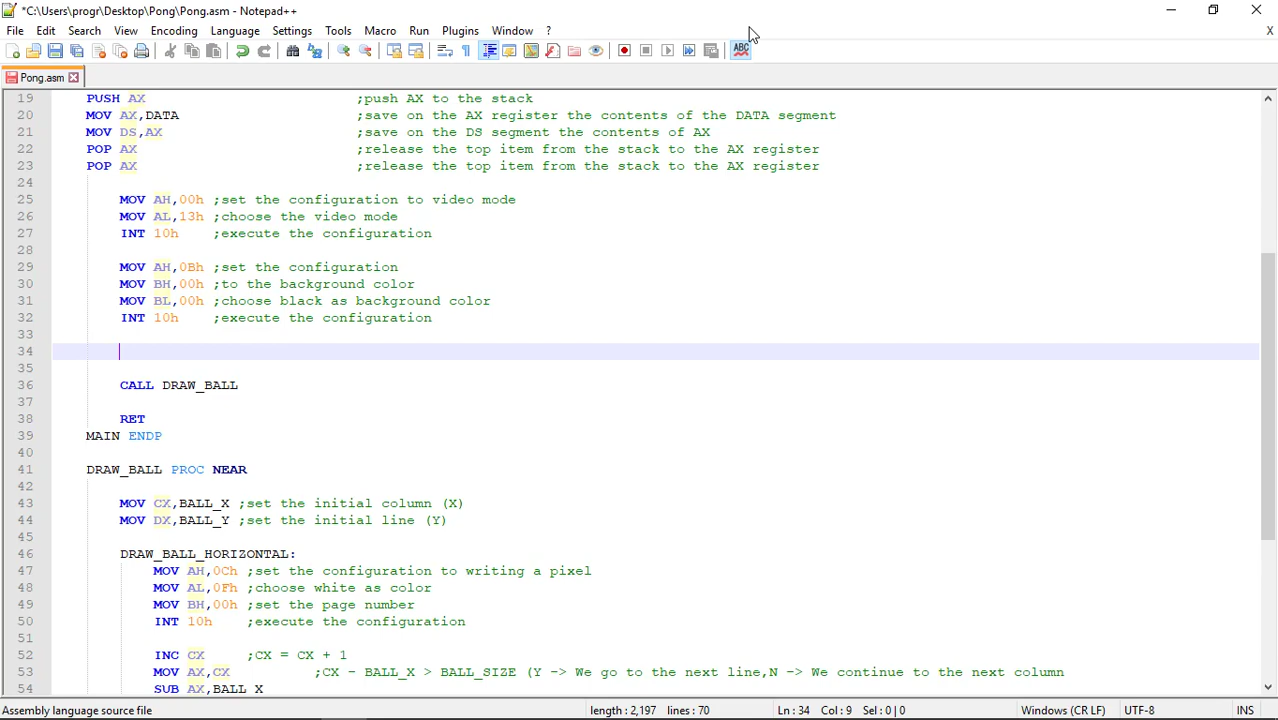 *C:\Users\progr\Desktop\Pong\Pong.asm - Notepad++
File Edit Search View Encoding Language Settings Tools Macro Run Plugins Window ? X
ABC
Pong.asm
19 PUSH AX ;push AX to the stack
20 MOV AX,DATA ;save on the AX register the contents of the DATA segment
21 MOV DS,AX ;save on the DS segment the contents of AX
22 POP AX ;release the top item from the stack to the AX register
23 POP AX ;release the top item from the stack to the AX register
24
25 MOV AH,00h ;set the configuration to video mode
26 MOV AL,13h ;choose the video mode
27 INT 10h ;execute the configuration
28
29 MOV AH,0Bh ;set the configuration
30 MOV BH,00h ;to the background color
31 MOV BL,00h ;choose black as background color
32 INT 10h ;execute the configuration
33
34
35
36 CALL DRAW_BALL
37
38 RET
39 MAIN ENDP
40
41 DRAW_BALL PROC NEAR
42
43 MOV CX,BALL_X ;set the initial column (X)
44 MOV DX,BALL_Y ;set the initial line (Y)
45
46 DRAW_BALL_HORIZONTAL:
47 MOV AH,0Ch ;set the configuration to writing a pixel
48 MOV AL,0Fh ;choose white as color
49 MOV BH,00h ;set the page number
50 INT 10h ;execute the configuration
51
52 INC CX ;CX = CX + 1
53 MOV AX,CX ;CX - BALL_X > BALL_SIZE (Y -> We go to the next line,N -> We continue to the next column
54 SUB AX,BALL_X
Assembly language source file length : 2,197 lines : 70 Ln : 34 Col : 9 Sel : 0 | 0 Windows (CR LF) UTF-8 INS